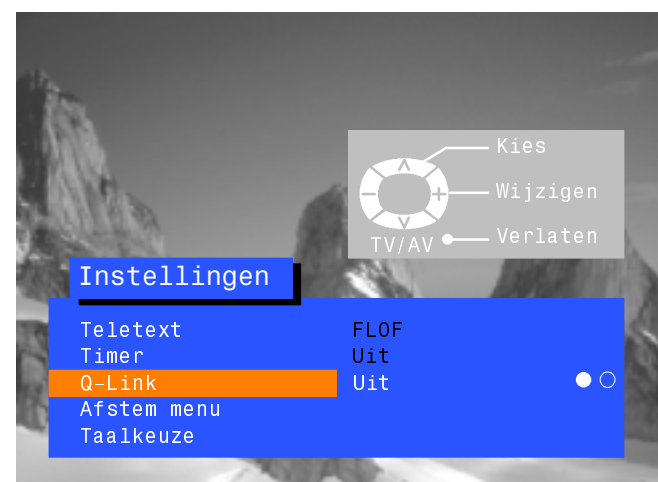 Kies
Wijzigen
TV/AV Verlaten
Instellingen
Teletext FLOF
Timer Uit
Q-Link Uit
Afstem menu
Taalkeuze